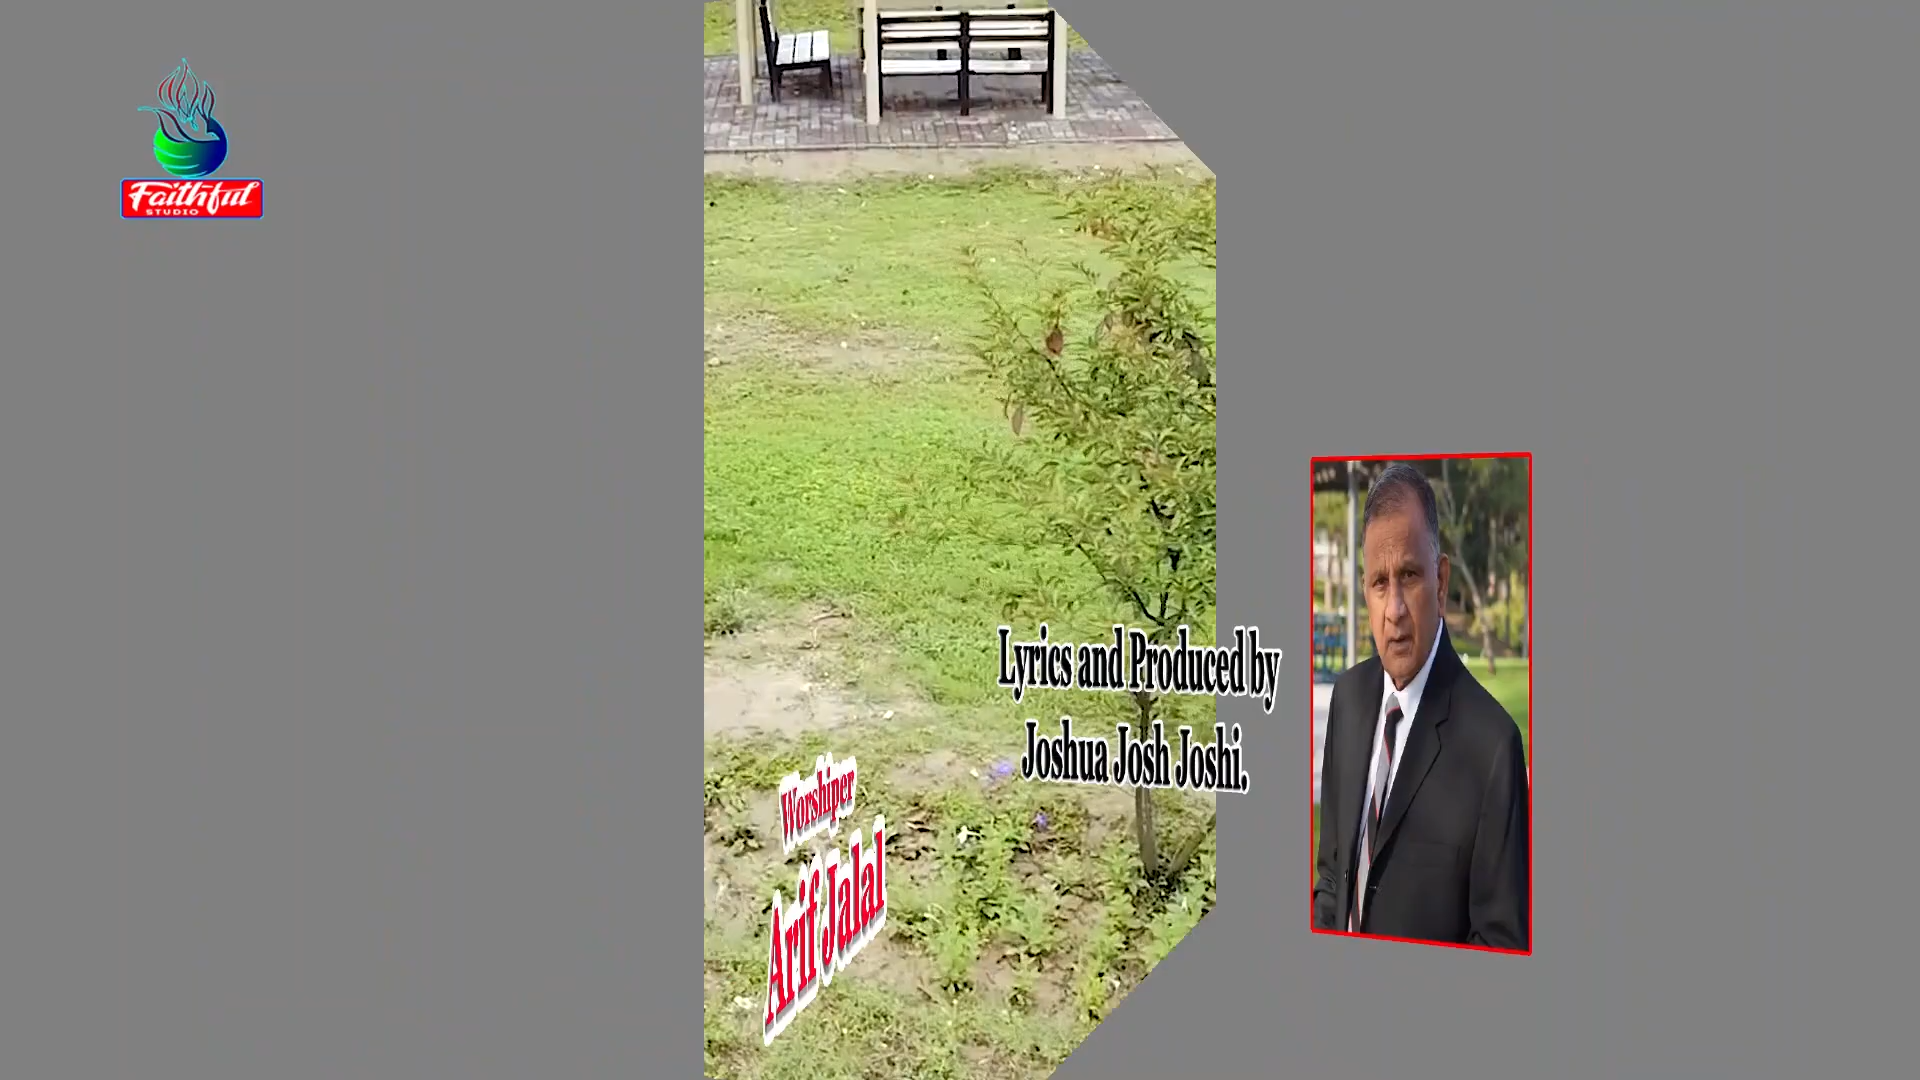 Faithful
STUDIO
Lyrics and Produced by
Joshua Josh Joshi.
Worshiper
Arif Jalal